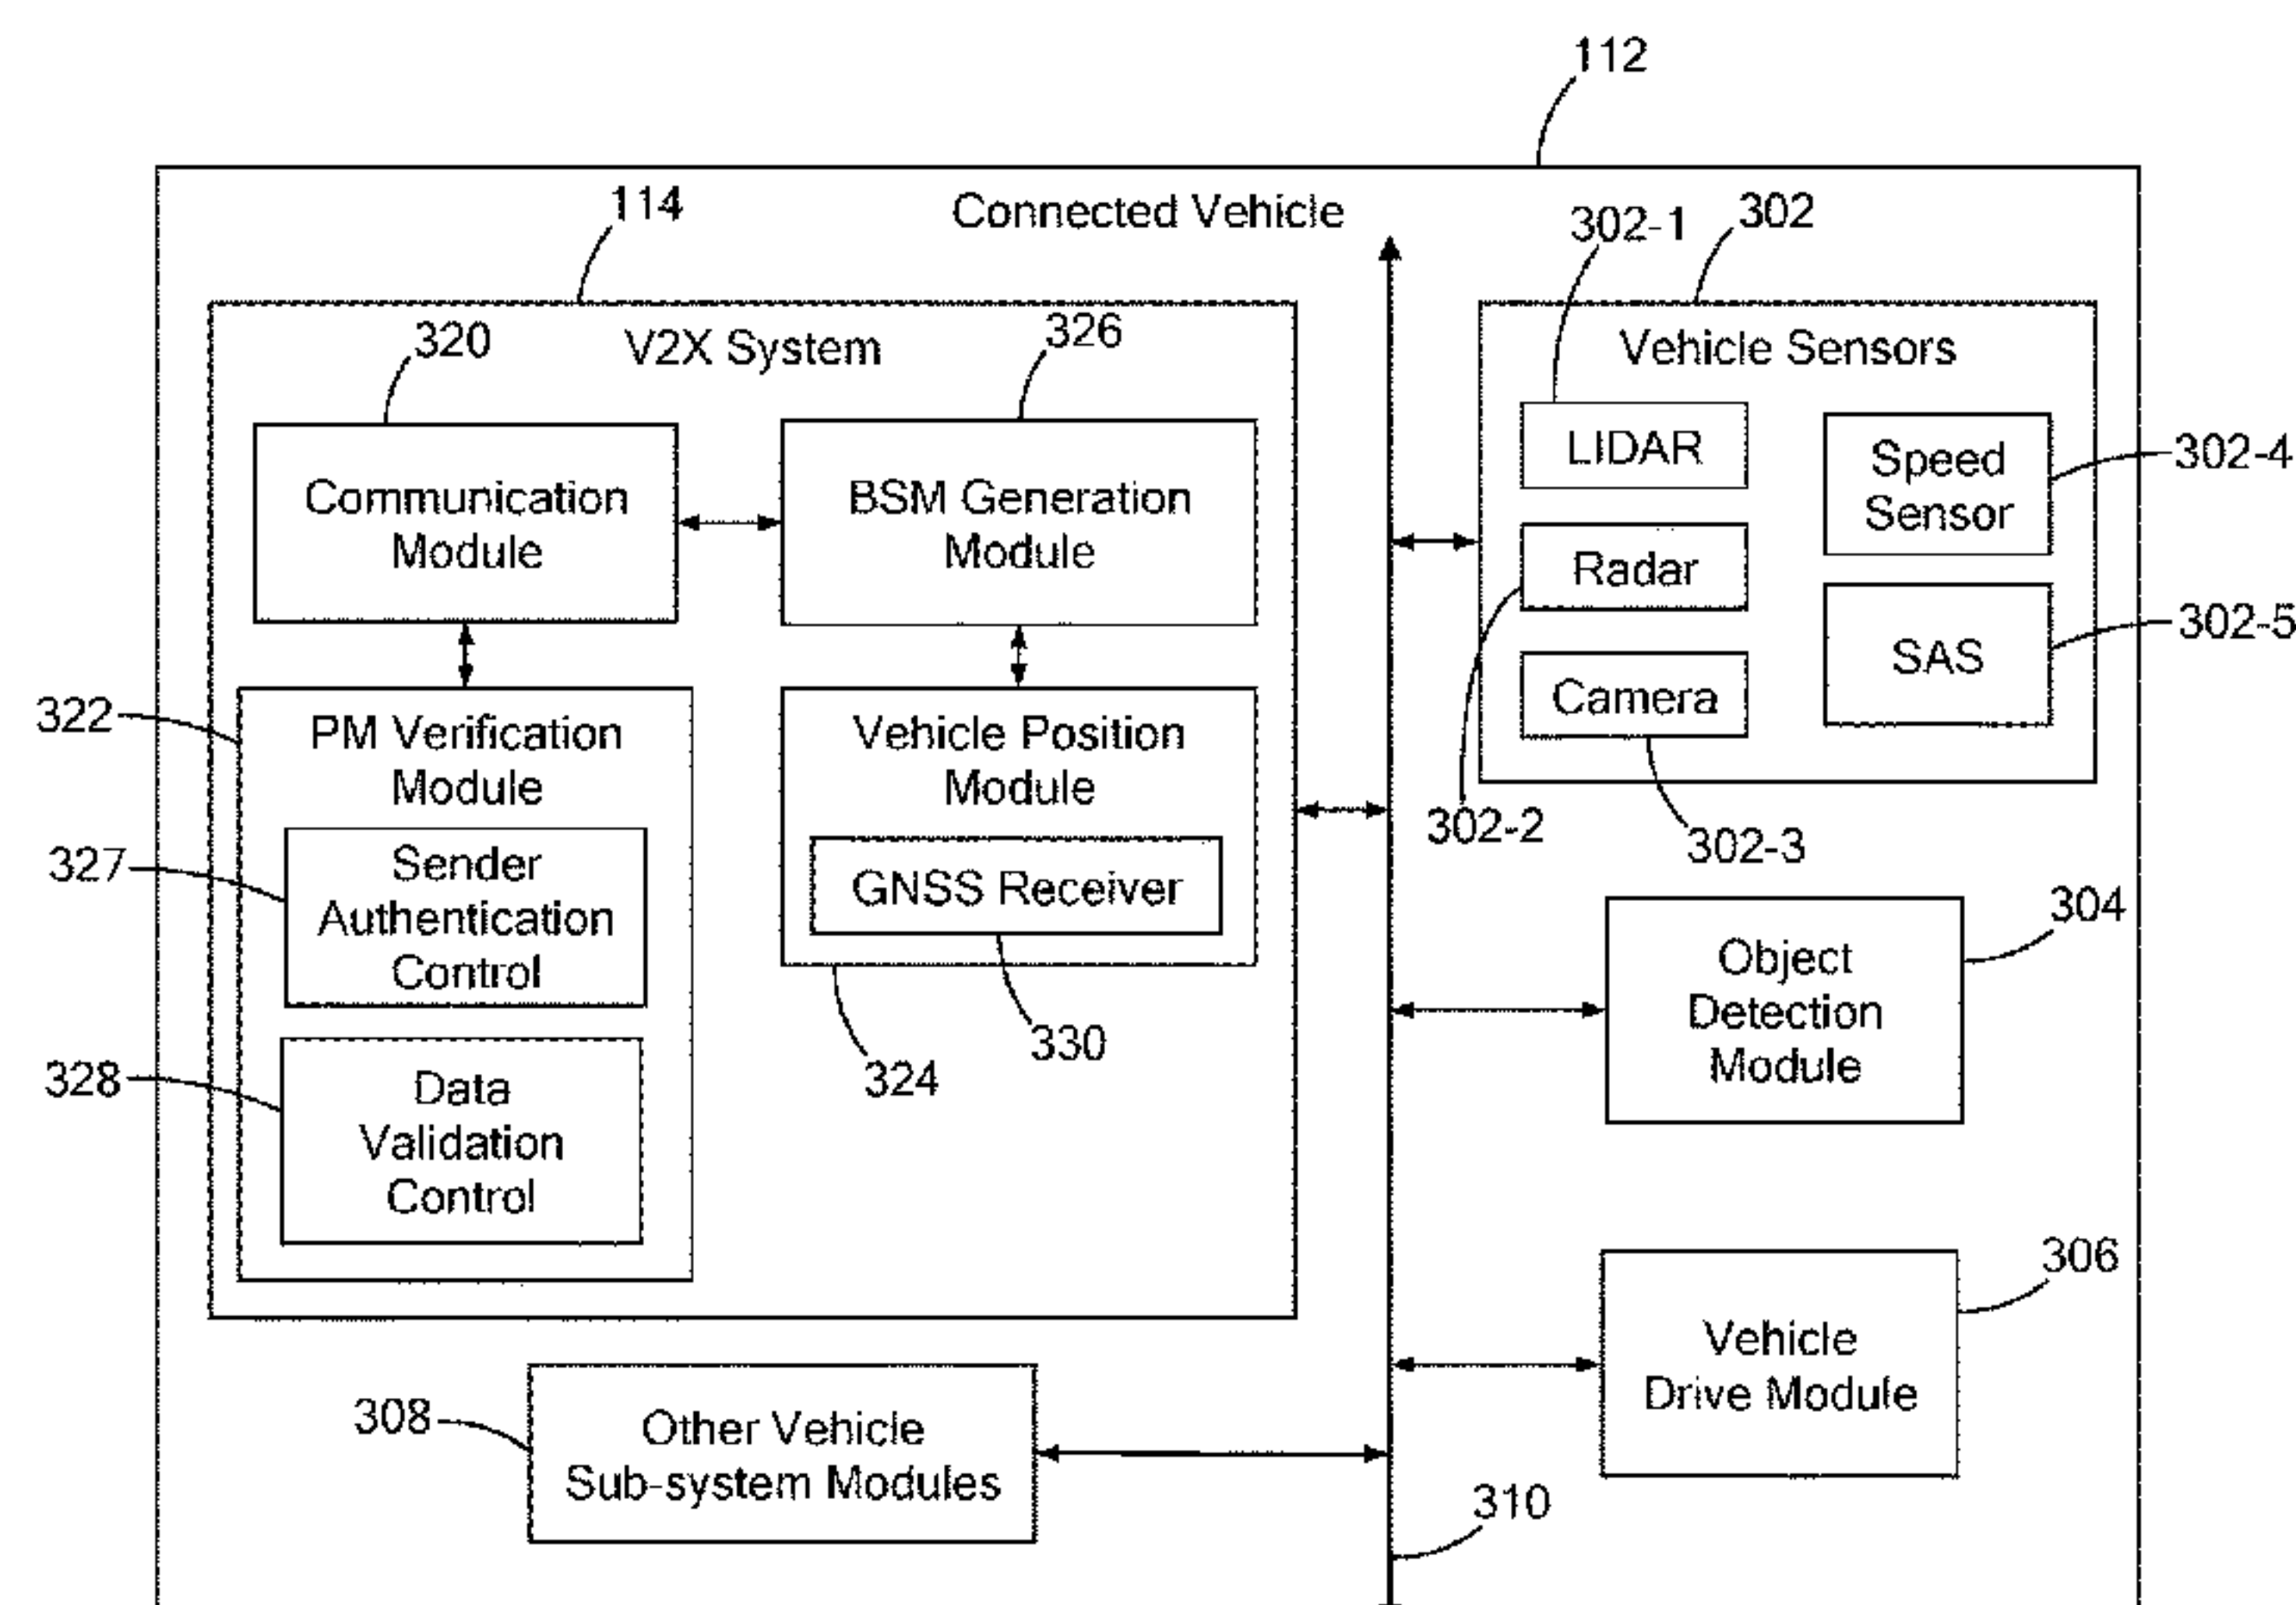 112
Connected Vehicle
114
V2X System
320
326
Communication
Module
BSM Generation
Module
322
PM Verification
Module
327
Sender
Authentication
Control
328
Data
Validation
Control
Vehicle Position
Module
GNSS Receiver
330
324
302-1
302
Vehicle Sensors
LIDAR
Radar
Camera
Speed
Sensor
SAS
302-4
302-5
302-2
302-3
304
Object
Detection
Module
306
Vehicle
Drive Module
308
Other Vehicle
Sub-system Modules
310